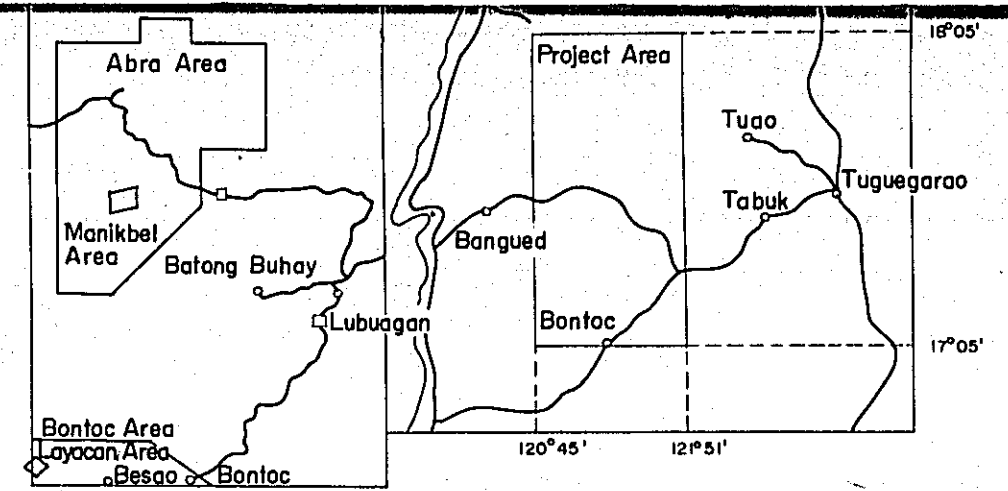 Abra Area
Manikbel
Area
Batong Buhay
Lubuagan
Bontoc Area
Layacan Area
Besao
Bontoc
Project Area
18°05'
Tuao
Tabuk
Tuguegarao
Bangued
Bontoc
17°05'
120°45'
121°51'